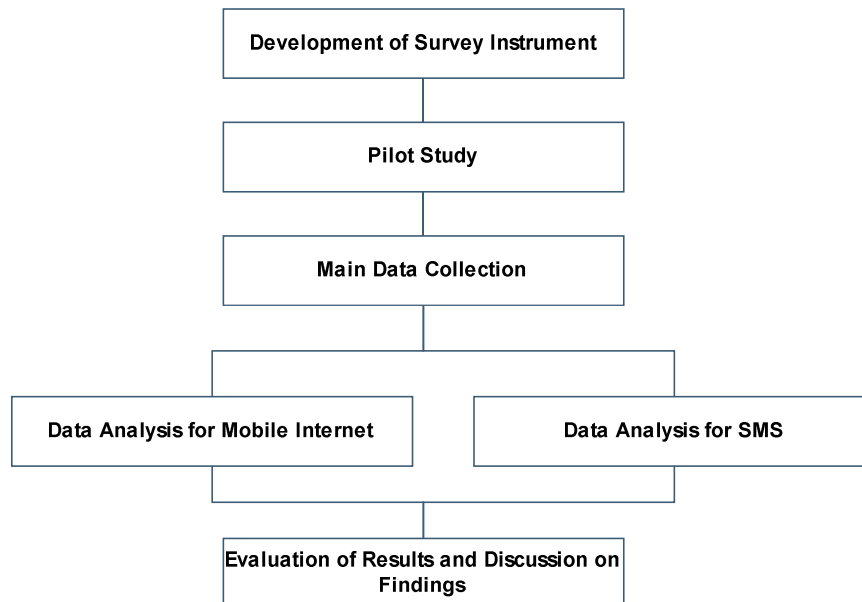 Development of Survey Instrument
Pilot Study
Main Data Collection
Data Analysis for Mobile Internet
Data Analysis for SMS
Evaluation of Results and Discussion on
Findings